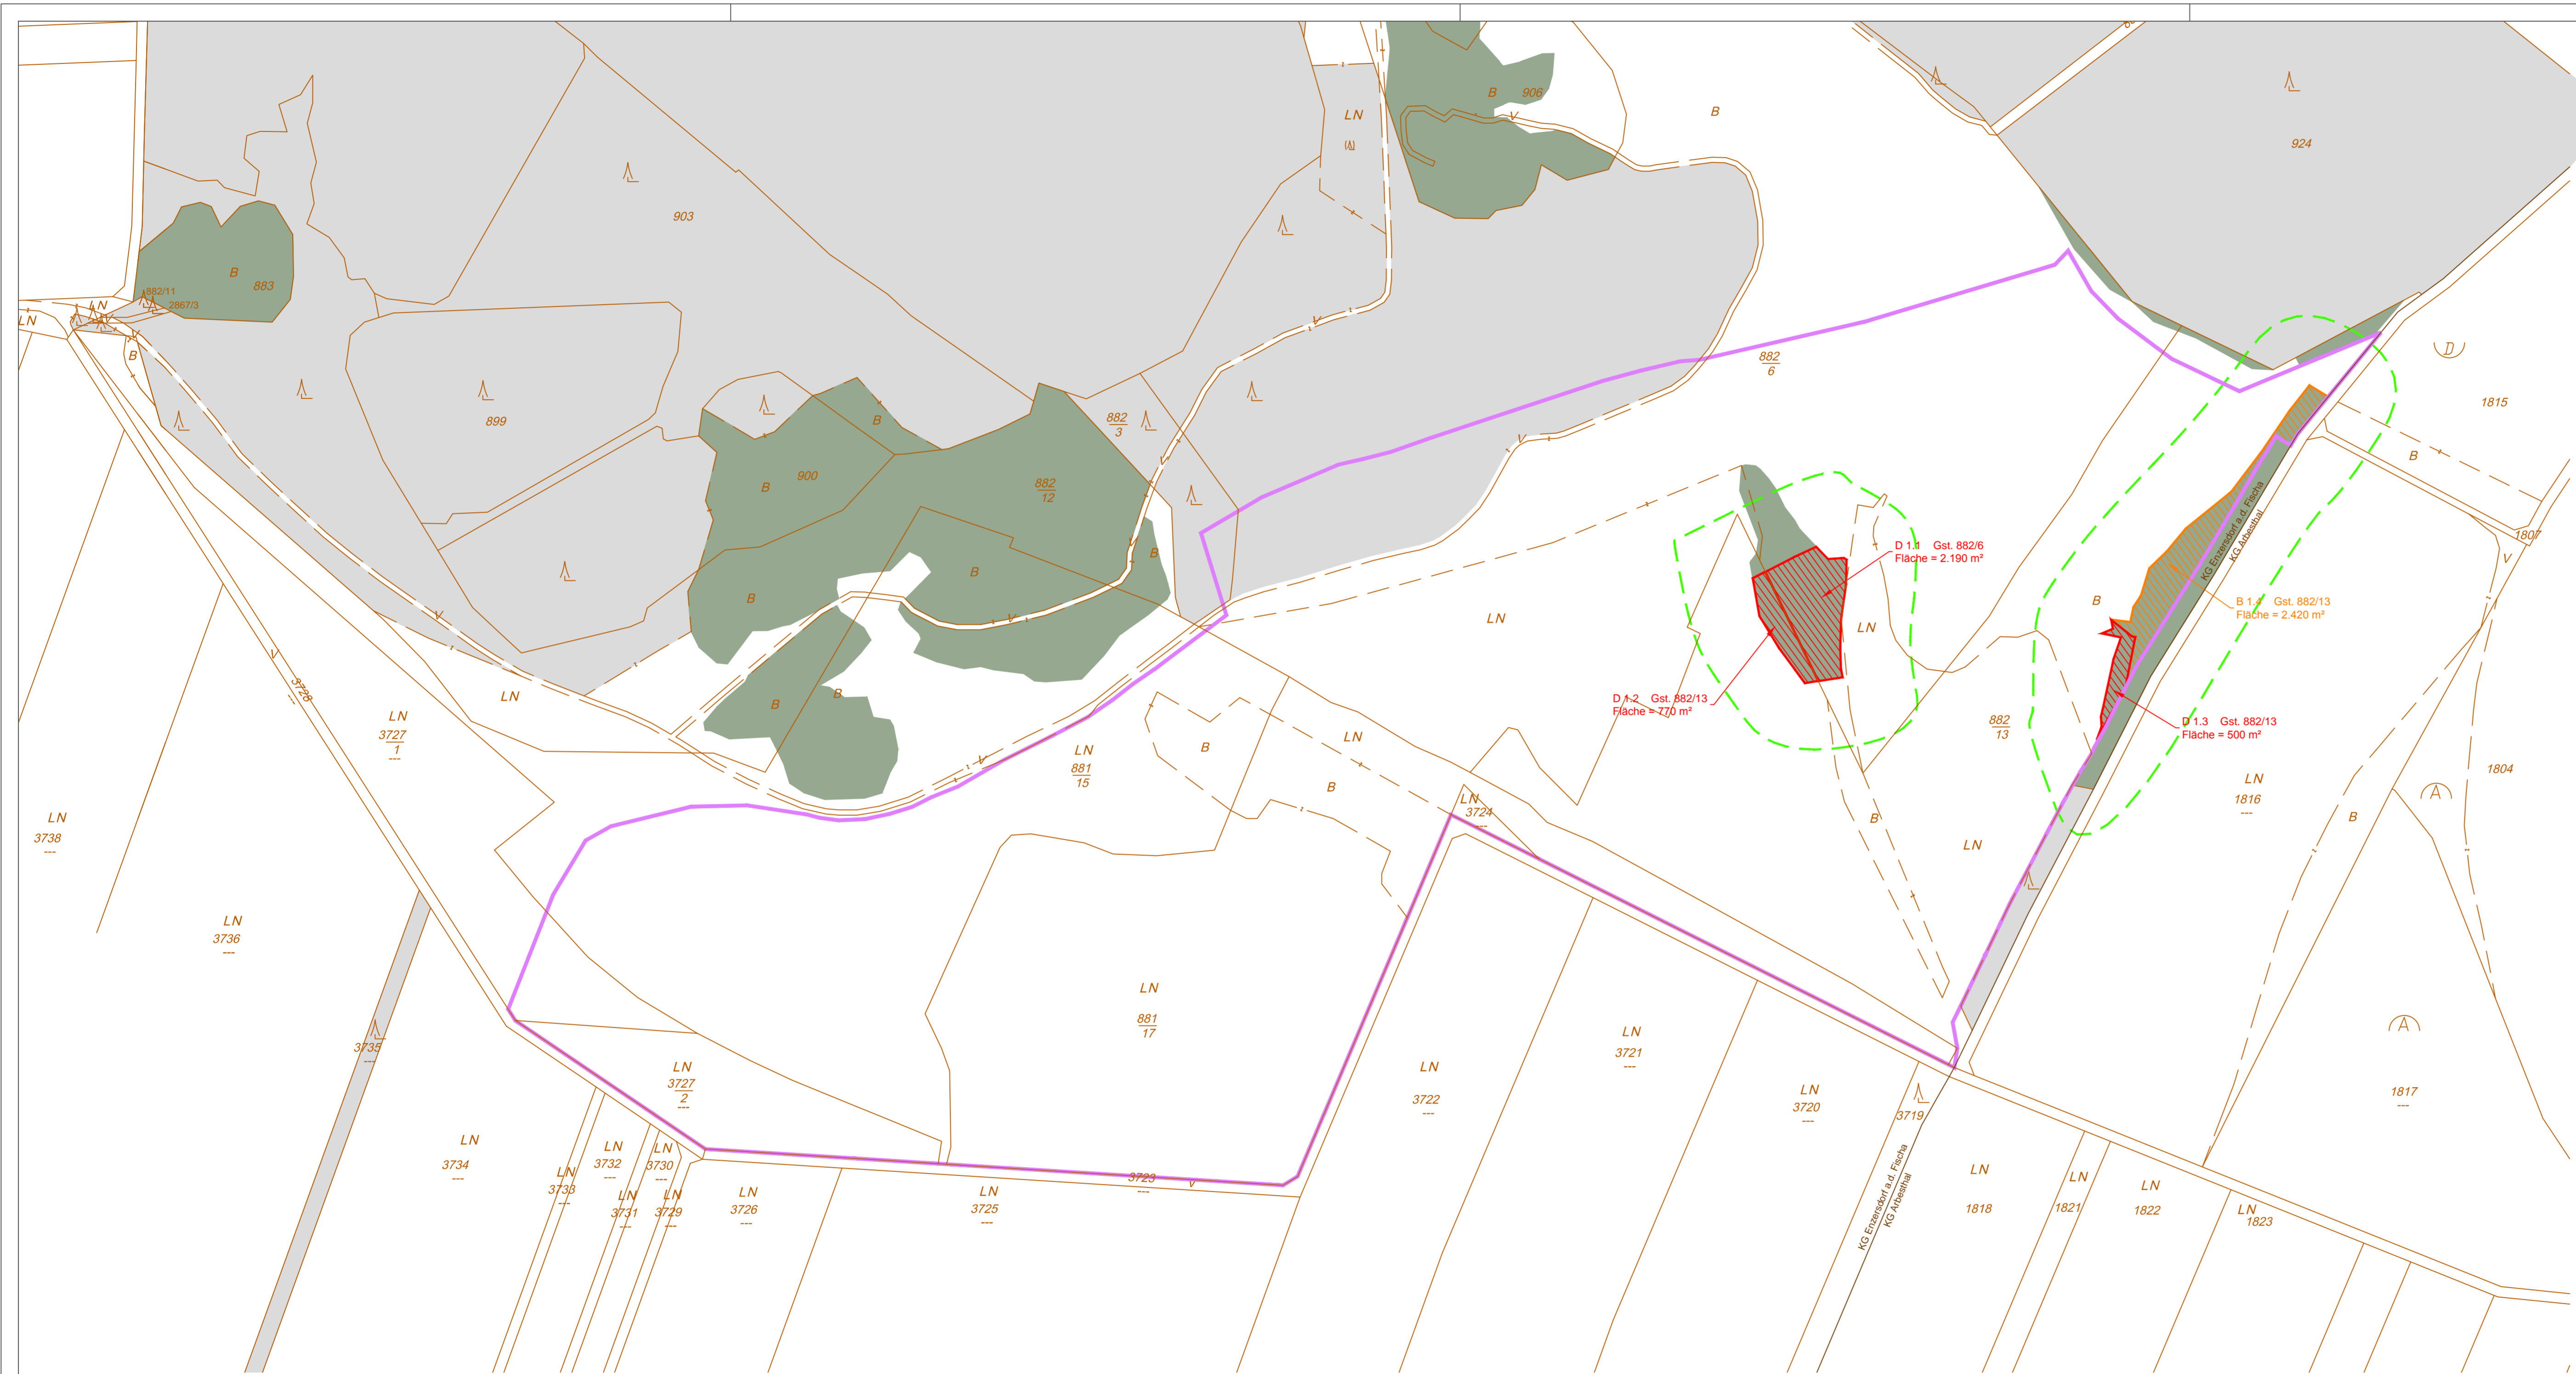 B 906
B
LN
924
903
B
883
882/11
2867/3
LN
LN
V
V
V
B
882
6
D
1815
899
B
882
3
V
V
B
900
882
12
B
1807
V
KG Enzersdorf a.d. Fischa
KG Arbesthal
D 1.1 Gst. 882/6
Fläche = 2.190 m²
V
B
B
B
V
V
LN
LN
B
B 1.4 Gst. 882/13
Fläche = 2.420 m²
V
3728
---
LN
B
B
D 1.2 Gst. 882/13
Fläche = 770 m²
LN
3727
1
---
882
13
D 1.3 Gst. 882/13
Fläche = 500 m²
LN
881
15
B
LN
V
B
LN
1816
---
1804
A
LN
3738
---
LN
3724
---
B
B
LN
LN
3736
---
LN
881
17
A
3735
---
LN
3721
---
LN
3727
2
---
LN
3722
---
LN
3720
---
3719
1817
---
LN
3734
---
LN
3732
---
LN
3730
---
LN
3733
---
LN
3731
---
LN
3729
---
LN
3726
---
LN
3725
---
3723
---
V
KG Enzersdorf a.d. Fischa
KG Arbesthal
LN
1818
LN
1821
LN
1822
LN
1823